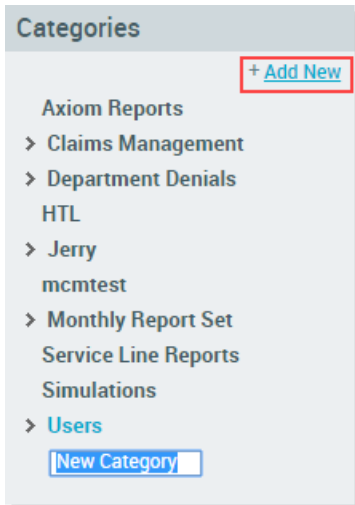 Categories
+ Add New
Axiom Reports
> Claims Management
> Department Denials
HTL
> Jerry
mcmtest
> Monthly Report Set
Service Line Reports
Simulations
> Users
New Category